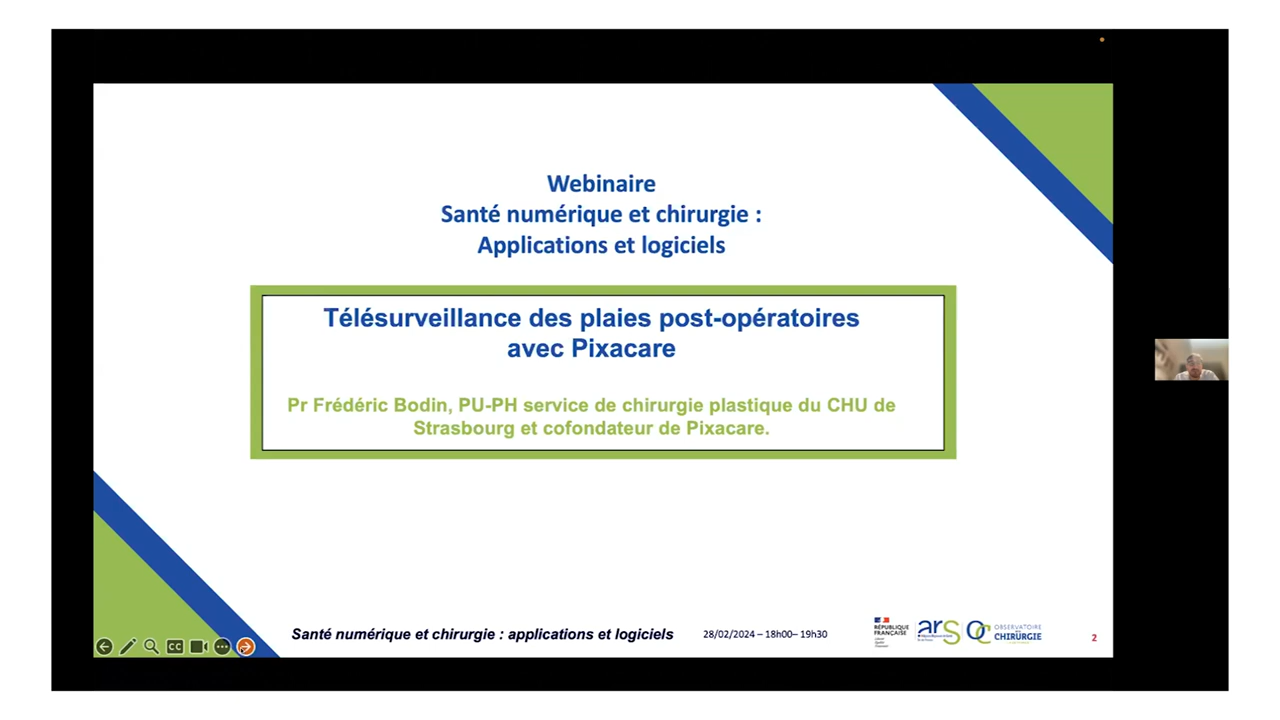 Webinaire
Santé numérique et chirurgie :
Applications et logiciels
Télésurveillance des plaies post-opératoires
avec Pixacare
Pr Frédéric Bodin, PU-PH service de chirurgie plastique du CHU de
Strasbourg et cofondateur de Pixacare.
CC
Santé numérique et chirurgie : applications et logiciels
28/02/2024 – 18h00– 19h30
RÉPUBLIQUE
FRANÇAISE
ars
OC
OBSERVATOIRE
CHIRURGIE
2